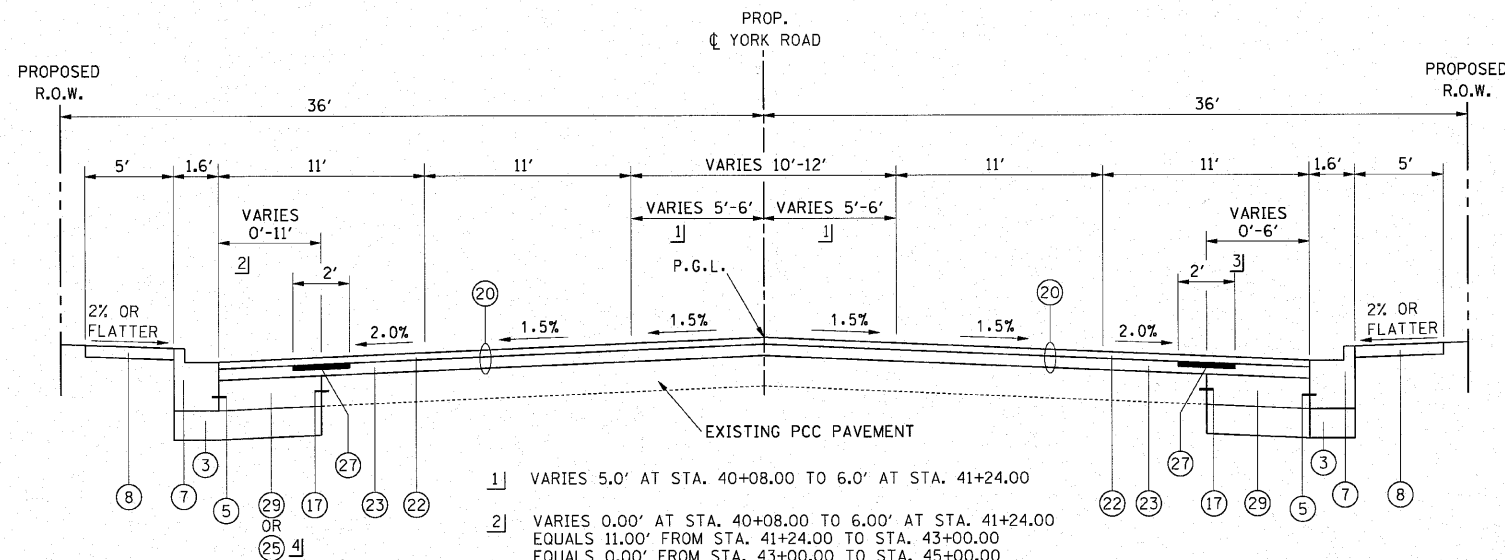 PROP.
℄ YORK ROAD
PROPOSED
R.O.W.
PROPOSED
R.O.W.
36' 36'
5' 1.6' 11' 11' VARIES 10'-12' 11' 11' 1.6' 5'
VARIES 5'-6' VARIES 5'-6'
1 1
VARIES
0'-11'
2
VARIES
0'-6'
3
2' 2'
P.G.L.
20 20
2% OR
FLATTER
2% OR
FLATTER
2.0% 1.5% 1.5% 1.5% 1.5% 2.0%
EXISTING PCC PAVEMENT
3 27 27 3
8 7 5 29 17 23 22 22 23 17 29 5 7 8
OR
25 4
1 VARIES 5.0' AT STA. 40+08.00 TO 6.0' AT STA. 41+24.00
2 VARIES 0.00' AT STA. 40+08.00 TO 6.00' AT STA. 41+24.00
EQUALS 11.00' FROM STA. 41+24.00 TO STA. 43+00.00
EQUALS 0.00' FROM STA. 43+00.00 TO STA. 45+00.00